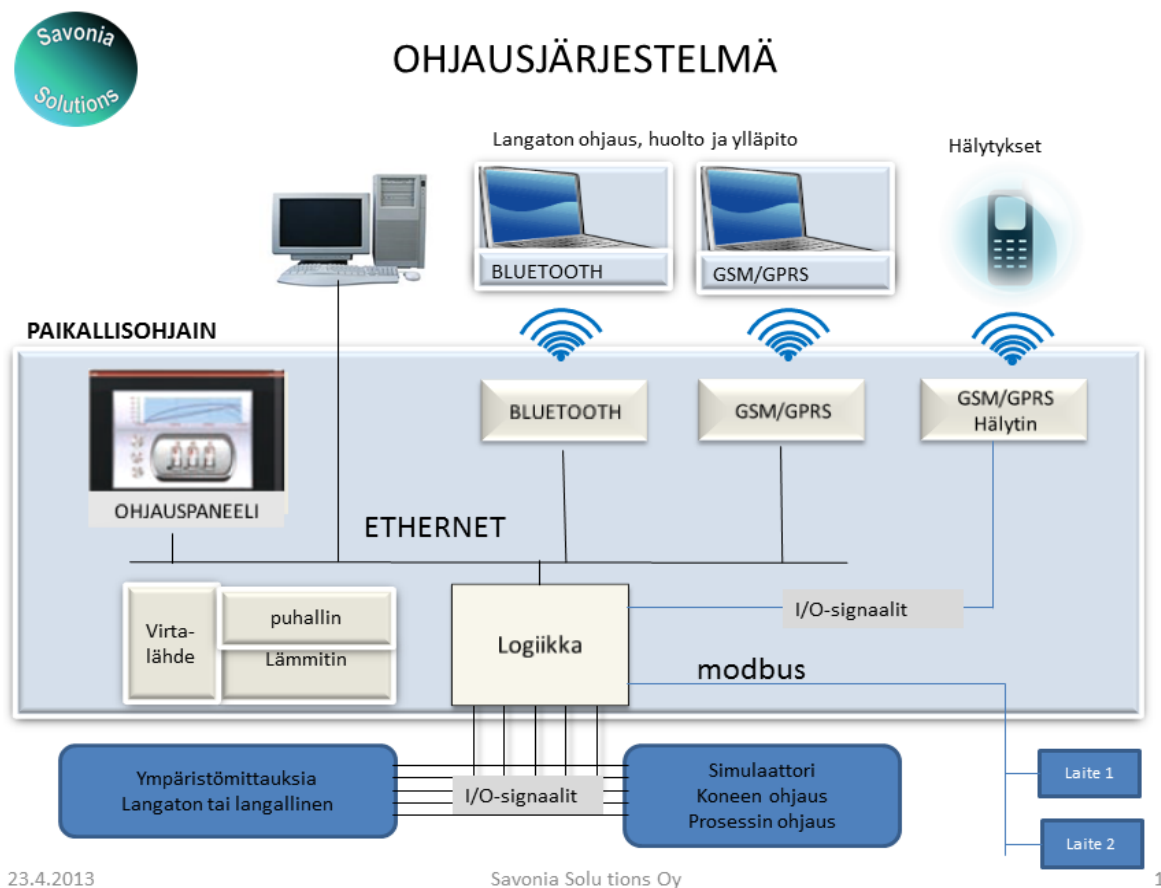 Savonia
Solutions
OHJAUSJÄRJESTELMÄ
Langaton ohjaus, huolto ja ylläpito
Hälytykset
BLUETOOTH
GSM/GPRS
PAIKALLISOHJAIN
BLUETOOTH
GSM/GPRS
GSM/GPRS
Hälytin
OHJAUSPANEELI
ETHERNET
Virta-
lähde
puhallin
Lämmitin
Logiikka
I/O-signaalit
modbus
Ympäristömittauksia
Langaton tai langallinen
I/O-signaalit
Simulaattori
Koneen ohjaus
Prosessin ohjaus
Laite 1
Laite 2
23.4.2013
Savonia Solu tions Oy
1